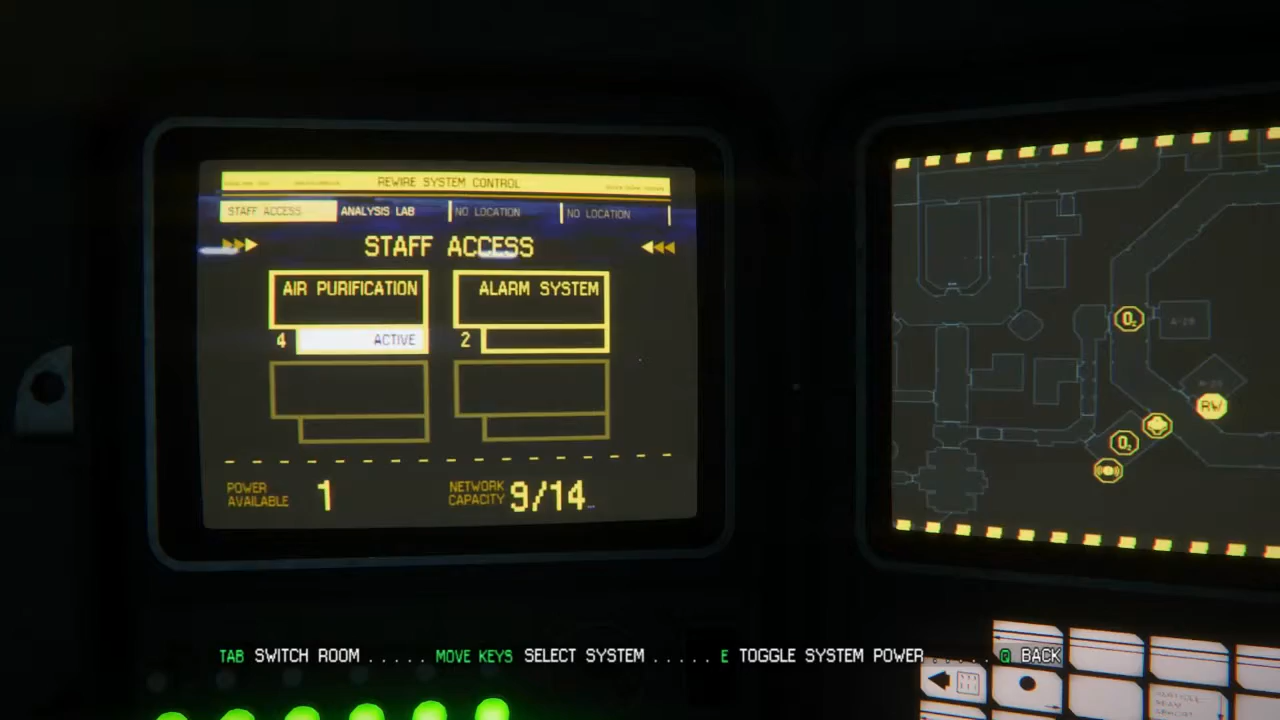 REWIRE SYSTEM CONTROL
STAFF ACCESS
ANALYSIS LAB
NO LOCATION
NO LOCATION
STAFF ACCESS
AIR PURIFICATION
ALARM SYSTEM
4 ACTIVE
2
POWER AVAILABLE 1
NETWORK CAPACITY 9/14
O₂
RW
O₂
TAB SWITCH ROOM ..... MOVE KEYS SELECT SYSTEM ..... E TOGGLE SYSTEM POWER ..... Q BACK